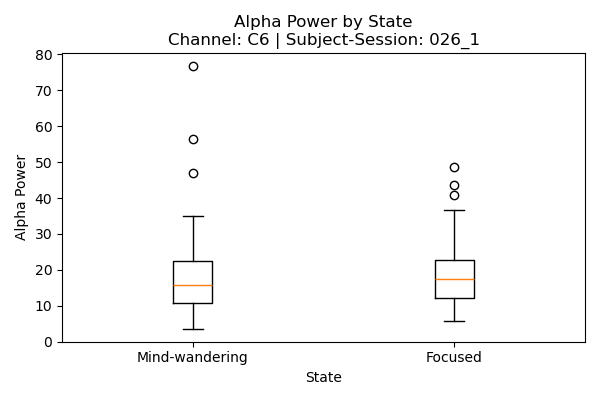 Alpha Power by State
Channel: C6 | Subject-Session: 026_1
80
70
60
50
40
30
20
10
0
Alpha Power
Mind-wandering
Focused
State